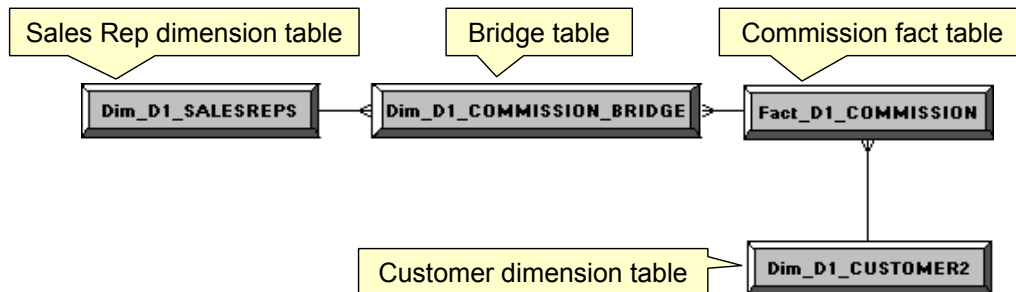 Sales Rep dimension table
Bridge table
Commission fact table
Dim_D1_SALESREPS
Dim_D1_COMMISSION_BRIDGE
Fact_D1_COMMISSION
Customer dimension table
Dim_D1_CUSTOMER2